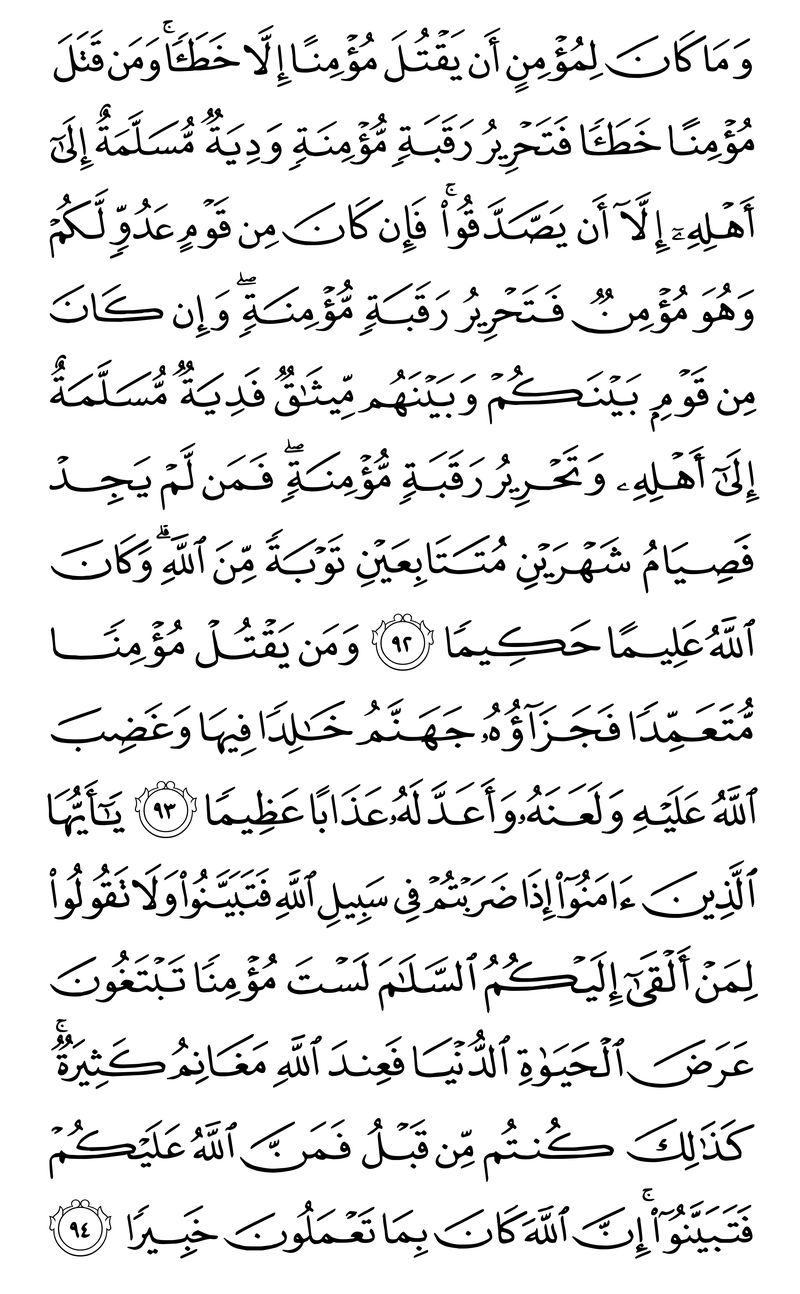 وَمَا كَانَ لِمُؤْمِنٍ أَن يَقْتُلَ مُؤْمِنًا إِلَّا خَطَـًٔا ۚ وَمَن قَتَلَ
مُؤْمِنًا خَطَـًٔا فَتَحْرِيرُ رَقَبَةٍ مُّؤْمِنَةٍ وَدِيَةٌ مُّسَلَّمَةٌ إِلَىٰٓ
أَهْلِهِۦٓ إِلَّآ أَن يَصَّدَّقُوا۟ ۚ فَإِن كَانَ مِن قَوْمٍ عَدُوٍّ لَّكُمْ
وَهُوَ مُؤْمِنٌ فَتَحْرِيرُ رَقَبَةٍ مُّؤْمِنَةٍ ۖ وَإِن كَانَ
مِن قَوْمٍۭ بَيْنَكُمْ وَبَيْنَهُم مِّيثَٰقٌ فَدِيَةٌ مُّسَلَّمَةٌ
إِلَىٰٓ أَهْلِهِۦ وَتَحْرِيرُ رَقَبَةٍ مُّؤْمِنَةٍ ۖ فَمَن لَّمْ يَجِدْ
فَصِيَامُ شَهْرَيْنِ مُتَتَابِعَيْنِ تَوْبَةً مِّنَ ٱللَّهِ ۗ وَكَانَ
ٱللَّهُ عَلِيمًا حَكِيمًا ٩٢ وَمَن يَقْتُلْ مُؤْمِنًا
مُّتَعَمِّدًا فَجَزَآؤُهُۥ جَهَنَّمُ خَٰلِدًا فِيهَا وَغَضِبَ
ٱللَّهُ عَلَيْهِ وَلَعَنَهُۥ وَأَعَدَّ لَهُۥ عَذَابًا عَظِيمًا ٩٣ يَٰٓأَيُّهَا
ٱلَّذِينَ ءَامَنُوٓا۟ إِذَا ضَرَبْتُمْ فِى سَبِيلِ ٱللَّهِ فَتَبَيَّنُوا۟ وَلَا تَقُولُوا۟
لِمَنْ أَلْقَىٰٓ إِلَيْكُمُ ٱلسَّلَٰمَ لَسْتَ مُؤْمِنًا تَبْتَغُونَ
عَرَضَ ٱلْحَيَوٰةِ ٱلدُّنْيَا فَعِندَ ٱللَّهِ مَغَانِمُ كَثِيرَةٌ ۚ
كَذَٰلِكَ كُنتُم مِّن قَبْلُ فَمَنَّ ٱللَّهُ عَلَيْكُمْ
فَتَبَيَّنُوٓا۟ ۚ إِنَّ ٱللَّهَ كَانَ بِمَا تَعْمَلُونَ خَبِيرًا ٩٤